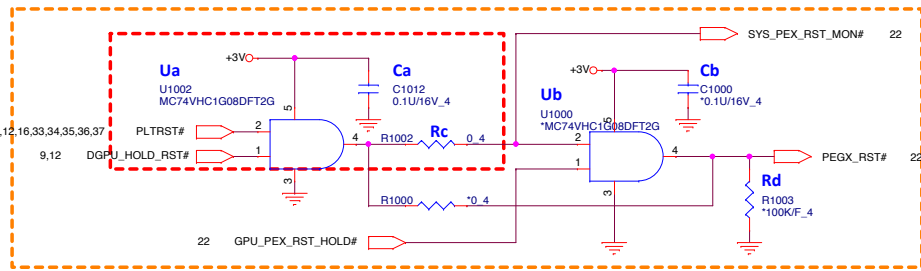 SYS_PEX_RST_MON# 22
+3V
Ua
U1002
MC74VHC1G08DFT2G
Ca
C1012
0.1U/16V_4
+3V
Ub
U1000
*MC74VHC1G08DFT2G
Cb
C1000
*0.1U/16V_4
,12,16,33,34,35,36,37 PLTRST# 2
5
4
R1002 Rc 0_4
2
5
9,12 DGPU_HOLD_RST# 1
3
1
4
PEGX_RST# 22
3
R1000 *0_4
Rd
R1003
*100K/F_4
22 GPU_PEX_RST_HOLD#